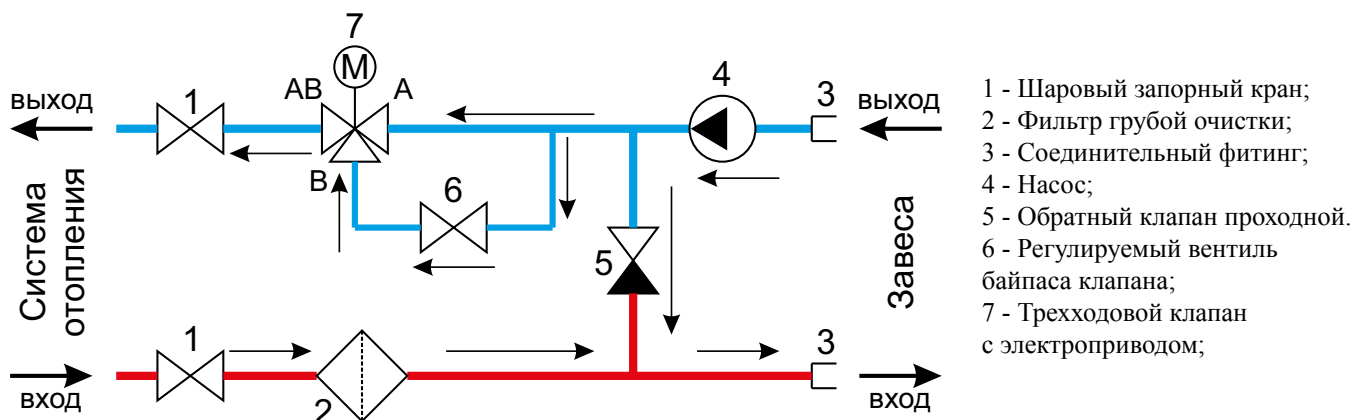 7
M
AB
A
4
3
выход
1
выход
B
6
Система
отопления
5
Завеса
1
3
вход
2
вход
1 - Шаровый запорный кран;
2 - Фильтр грубой очистки;
3 - Соединительный фитинг;
4 - Насос;
5 - Обратный клапан проходной.
6 - Регулируемый вентиль
байпаса клапана;
7 - Трехходовой клапан
с электроприводом;